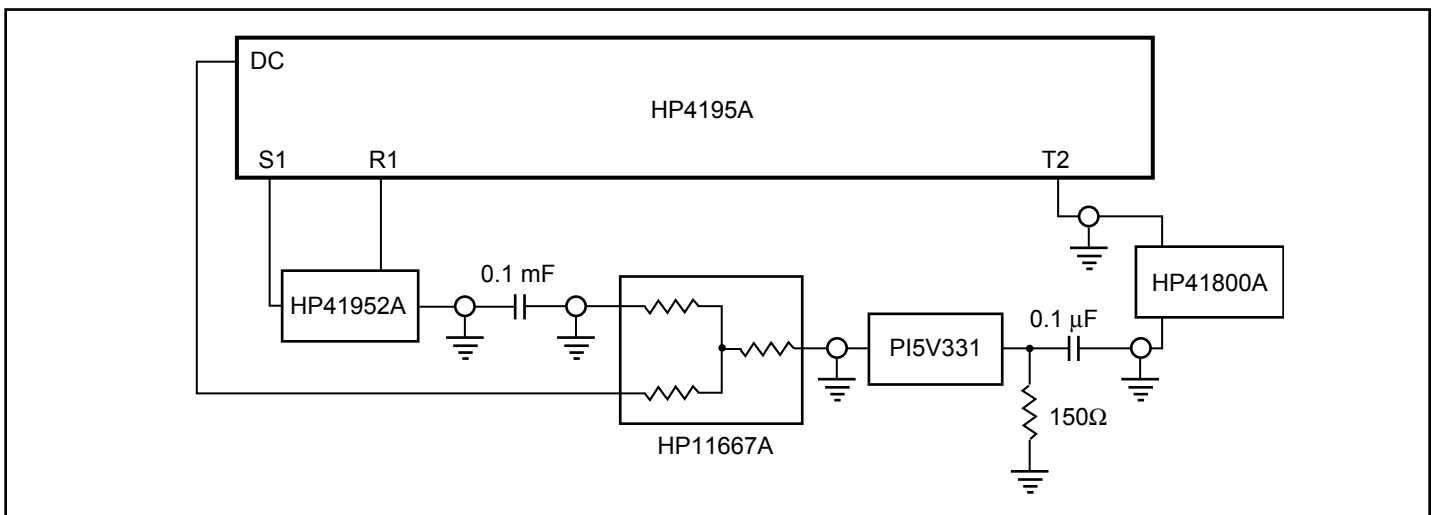 DC
HP4195A
S1
R1
T2
0.1 mF
HP41952A
HP41800A
0.1 μF
PI5V331
150Ω
HP11667A